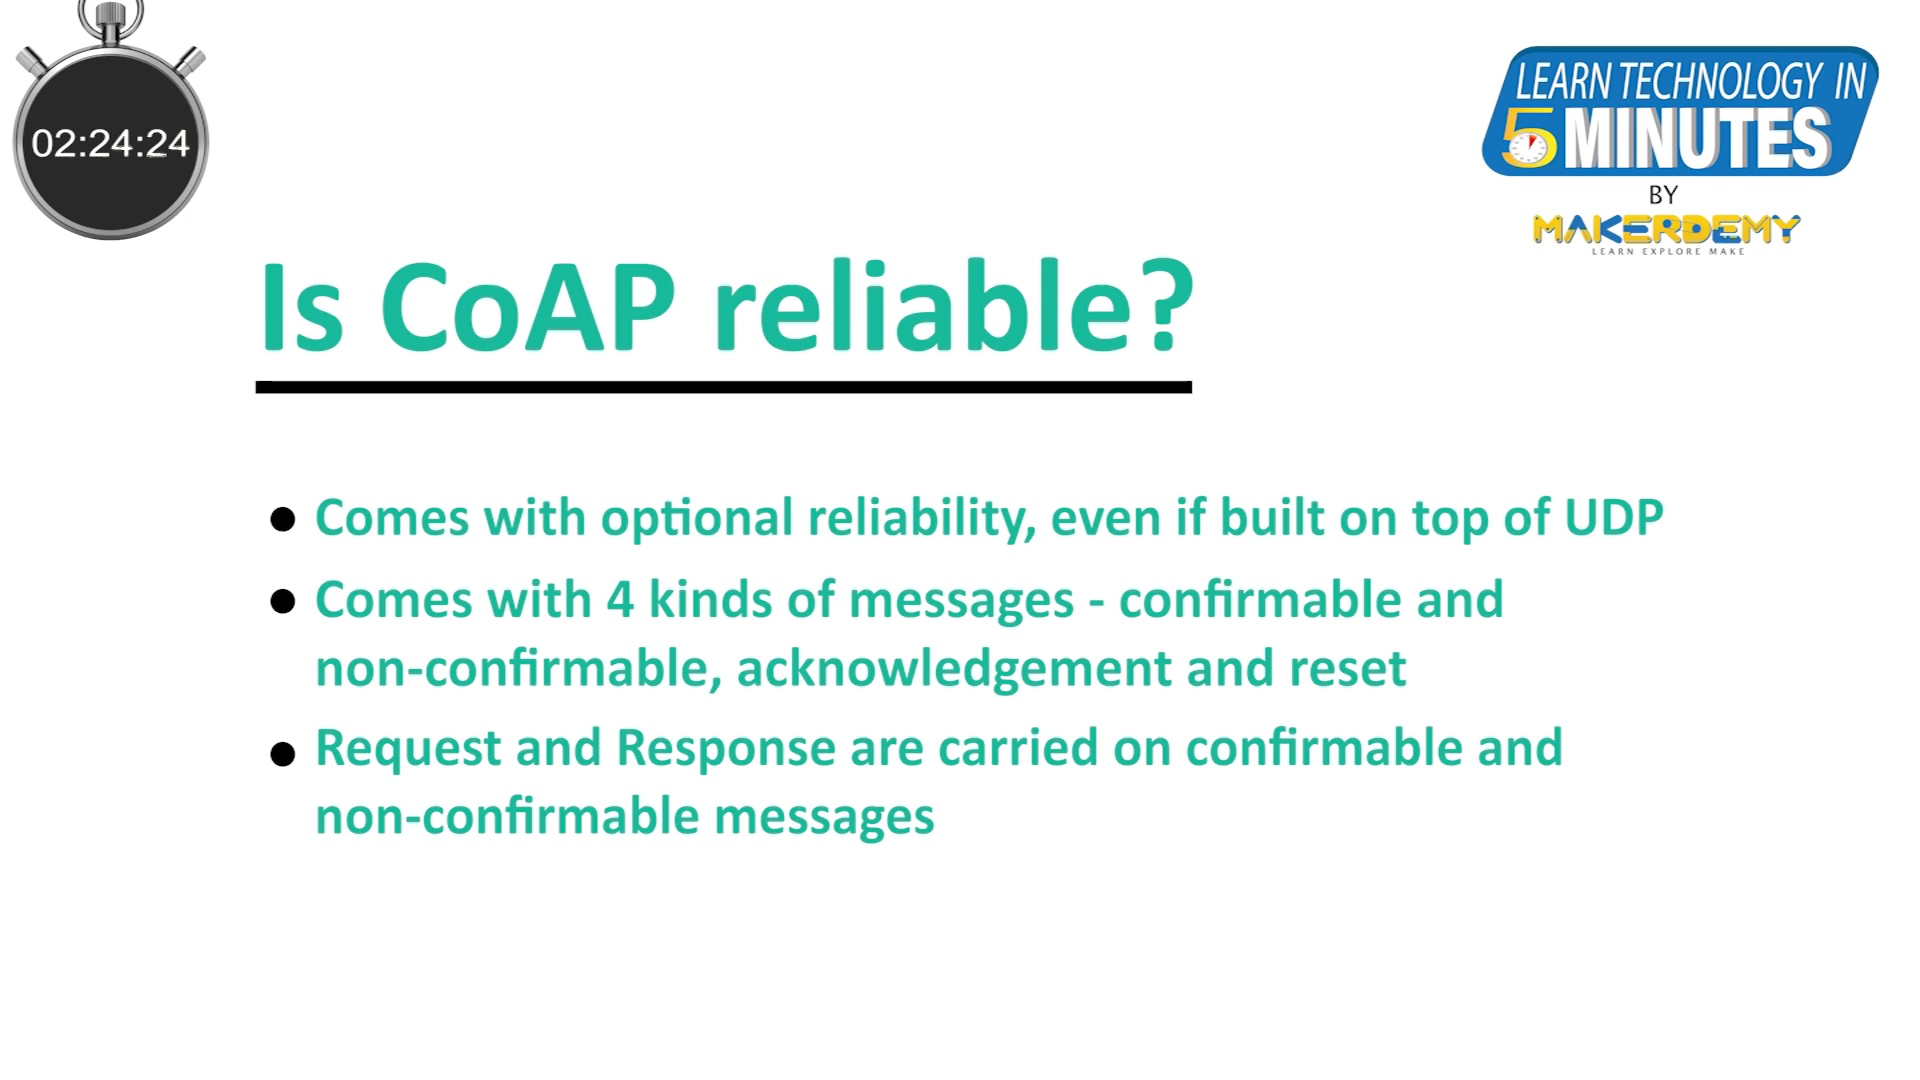 02:24:24
LEARN TECHNOLOGY IN
5 MINUTES
BY
MAKERDEMY
LEARN EXPLORE MAKE
Is CoAP reliable?
● Comes with optional reliability, even if built on top of UDP
● Comes with 4 kinds of messages - confirmable and
non-confirmable, acknowledgement and reset
● Request and Response are carried on confirmable and
non-confirmable messages